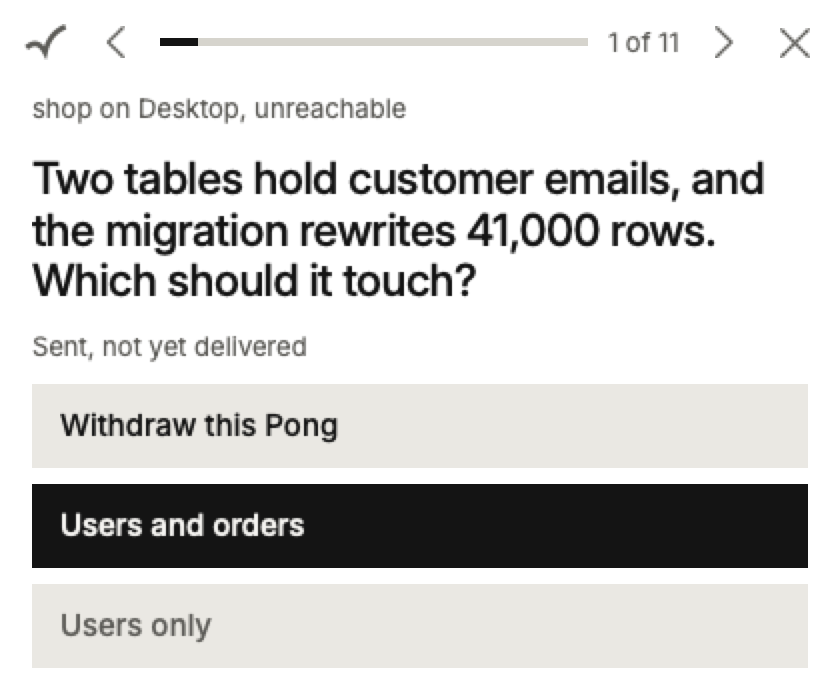 1 of 11
shop on Desktop, unreachable
Two tables hold customer emails, and
the migration rewrites 41,000 rows.
Which should it touch?
Sent, not yet delivered
Withdraw this Pong
Users and orders
Users only